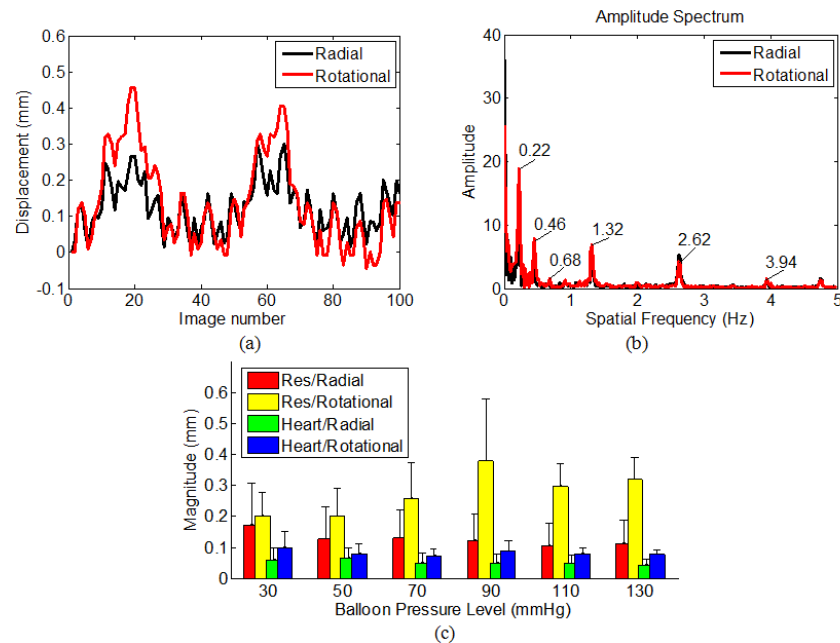 0.6
0.5
0.4
0.3
0.2
0.1
0
-0.1
Displacement (mm)
Radial
Rotational
0 20 40 60 80 100
Image number
(a)
Amplitude Spectrum
40
30
20
10
0
Amplitude
Radial
Rotational
0.22
0.46
0.68
1.32
2.62
3.94
0 1 2 3 4 5
Spatial Frequency (Hz)
(b)
0.6
0.5
0.4
0.3
0.2
0.1
0
Magnitude (mm)
Res/Radial
Res/Rotational
Heart/Radial
Heart/Rotational
30 50 70 90 110 130
Balloon Pressure Level (mmHg)
(c)